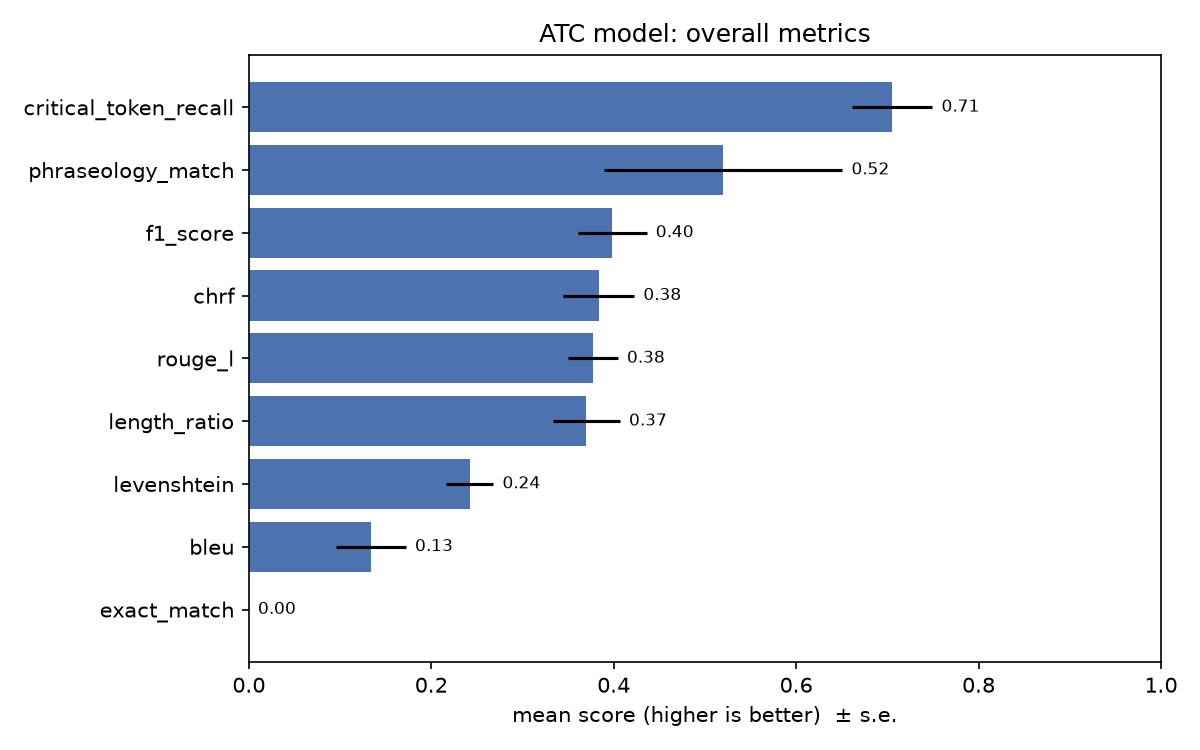 ATC model: overall metrics
critical_token_recall 0.71
phraseology_match 0.52
f1_score 0.40
chrf 0.38
rouge_l 0.38
length_ratio 0.37
levenshtein 0.24
bleu 0.13
exact_match 0.00
0.0 0.2 0.4 0.6 0.8 1.0
mean score (higher is better) ± s.e.